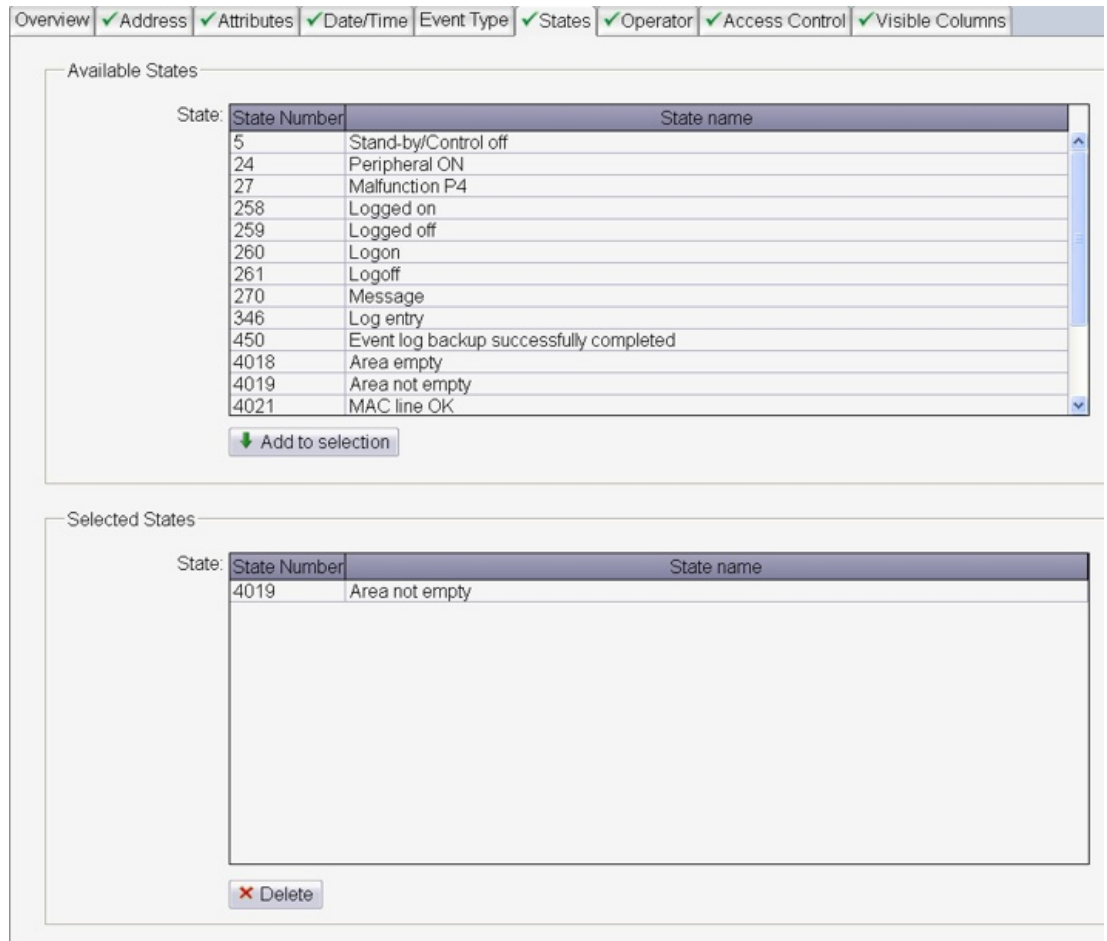 Overview Address Attributes Date/Time Event Type States Operator Access Control Visible Columns
Available States
State: State Number State name
5 Stand-by/Control off
24 Peripheral ON
27 Malfunction P4
258 Logged on
259 Logged off
260 Logon
261 Logoff
270 Message
346 Log entry
450 Event log backup successfully completed
4018 Area empty
4019 Area not empty
4021 MAC line OK
Add to selection
Selected States
State: State Number State name
4019 Area not empty
Delete